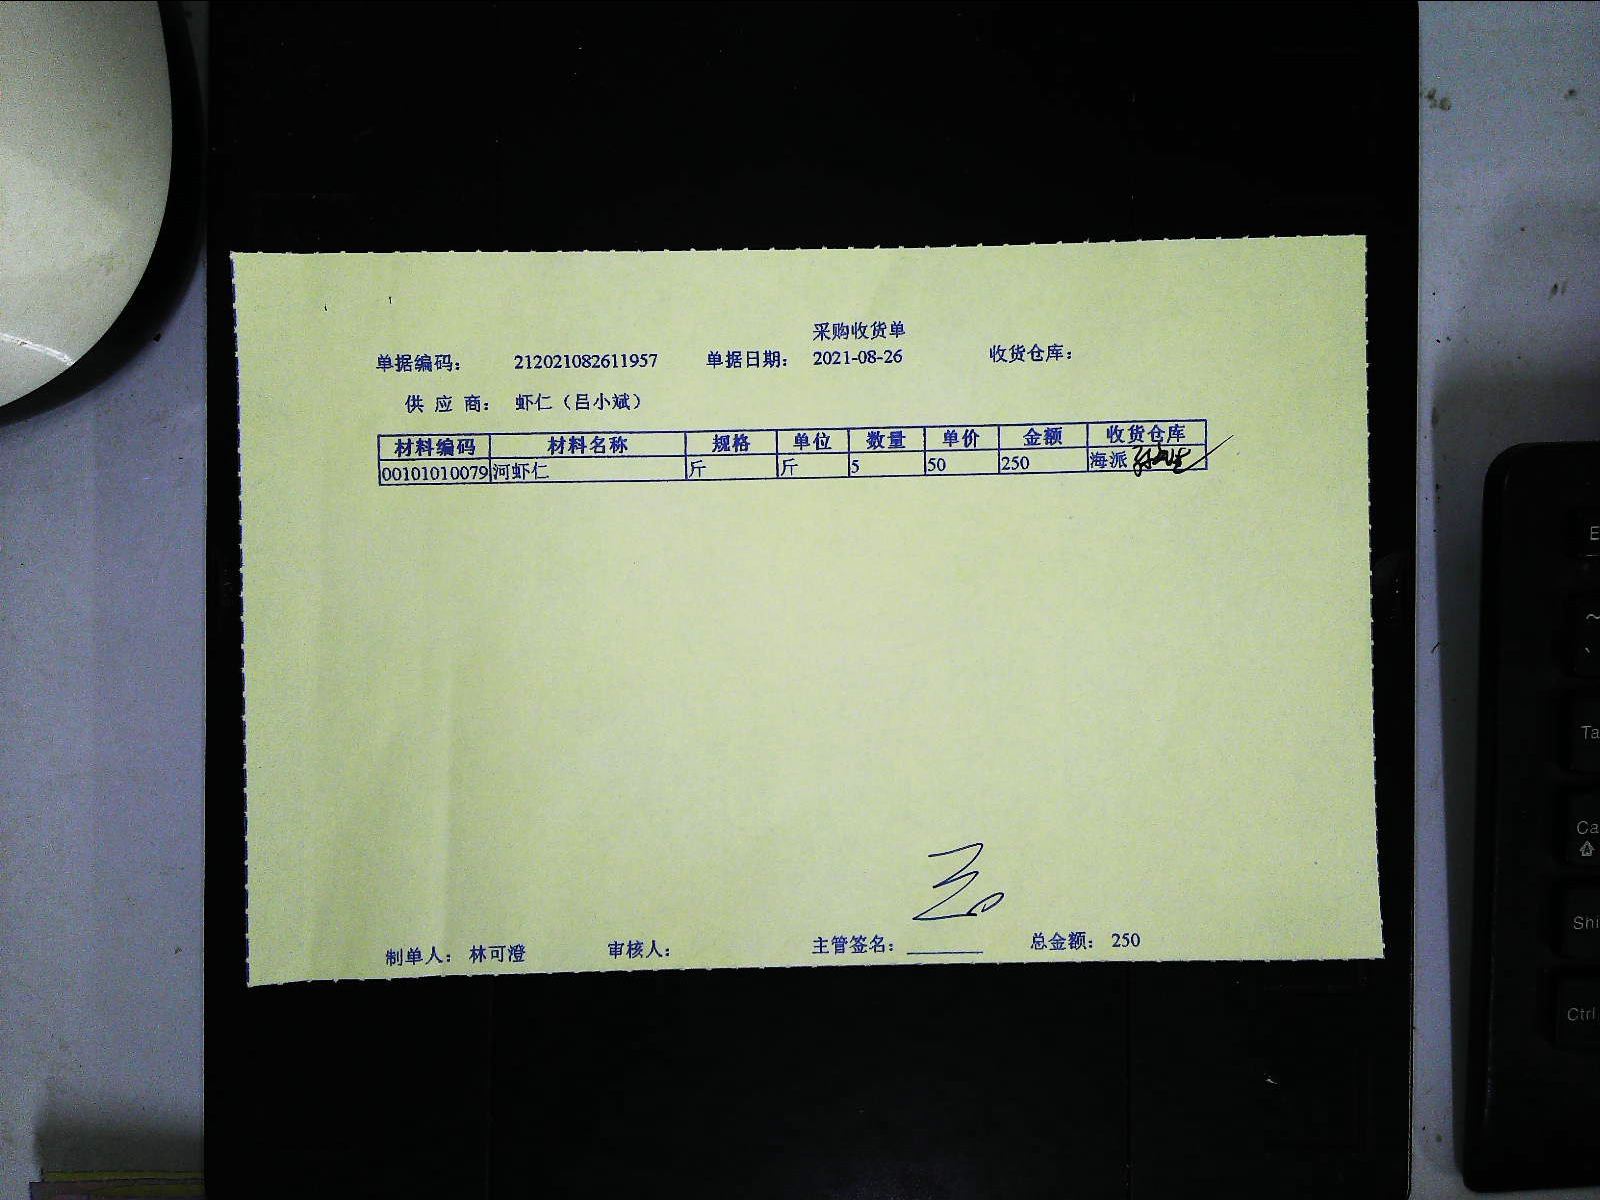 采购收货单
单据编码： 212021082611957 单据日期： 2021-08-26 收货仓库：
供 应 商： 虾仁（吕小斌）
材料编码 材料名称 规格 单位 数量 单价 金额 收货仓库
00101010079 河虾仁 斤 斤 5 50 250 海派
制单人： 林可澄 审核人： 主管签名： 总金额： 250
E
~
`
Ta
Ca
Shi
Ctrl